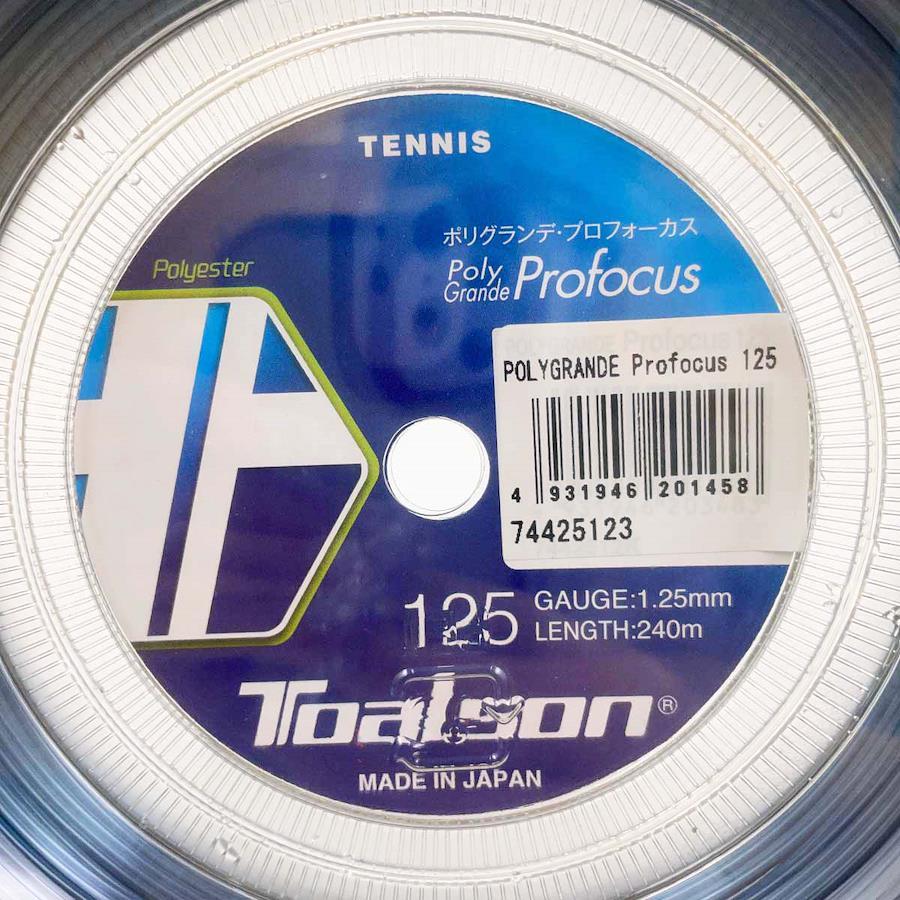 TENNIS
ポリグランデ・プロフォーカス
Poly Grande Profocus
Polyester
POLYGRANDE Profocus 125
4 931946 201458
74425123
125
GAUGE:1.25mm
LENGTH:240m
Toalson®
MADE IN JAPAN